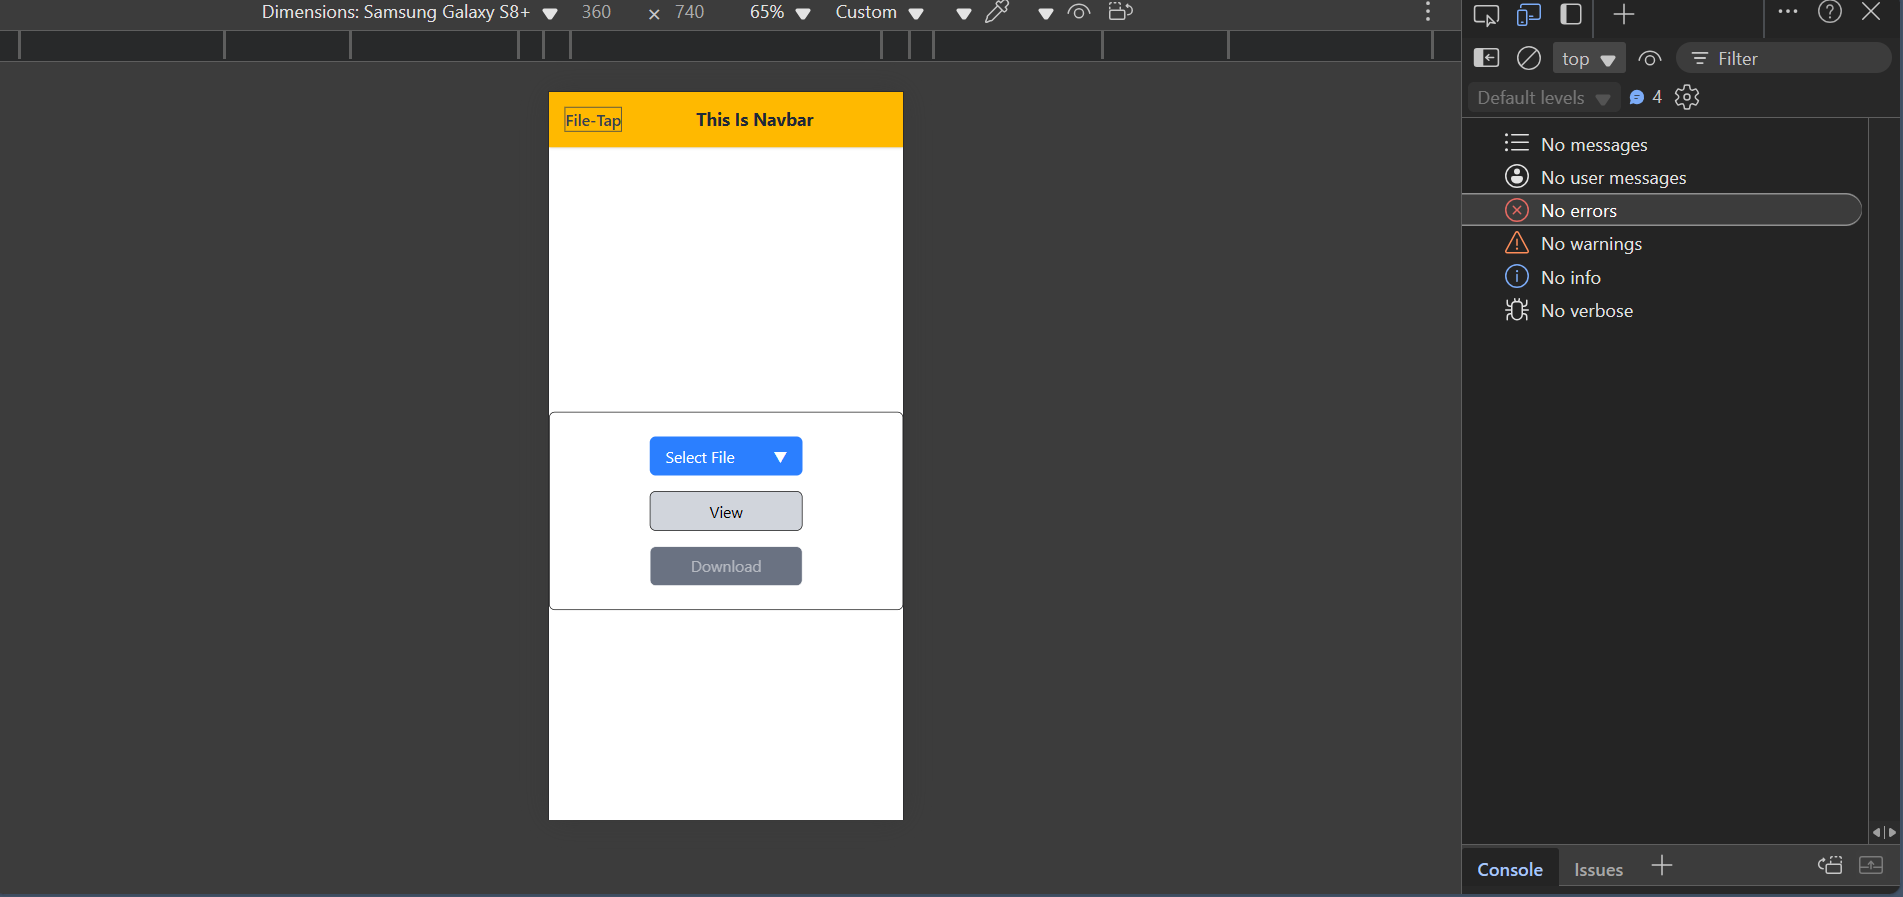 Dimensions: Samsung Galaxy S8+ 360 × 740 65% Custom
top Filter
Default levels 4
File-Tap This Is Navbar
No messages
No user messages
No errors
No warnings
No info
No verbose
Select File
View
Download
Console Issues